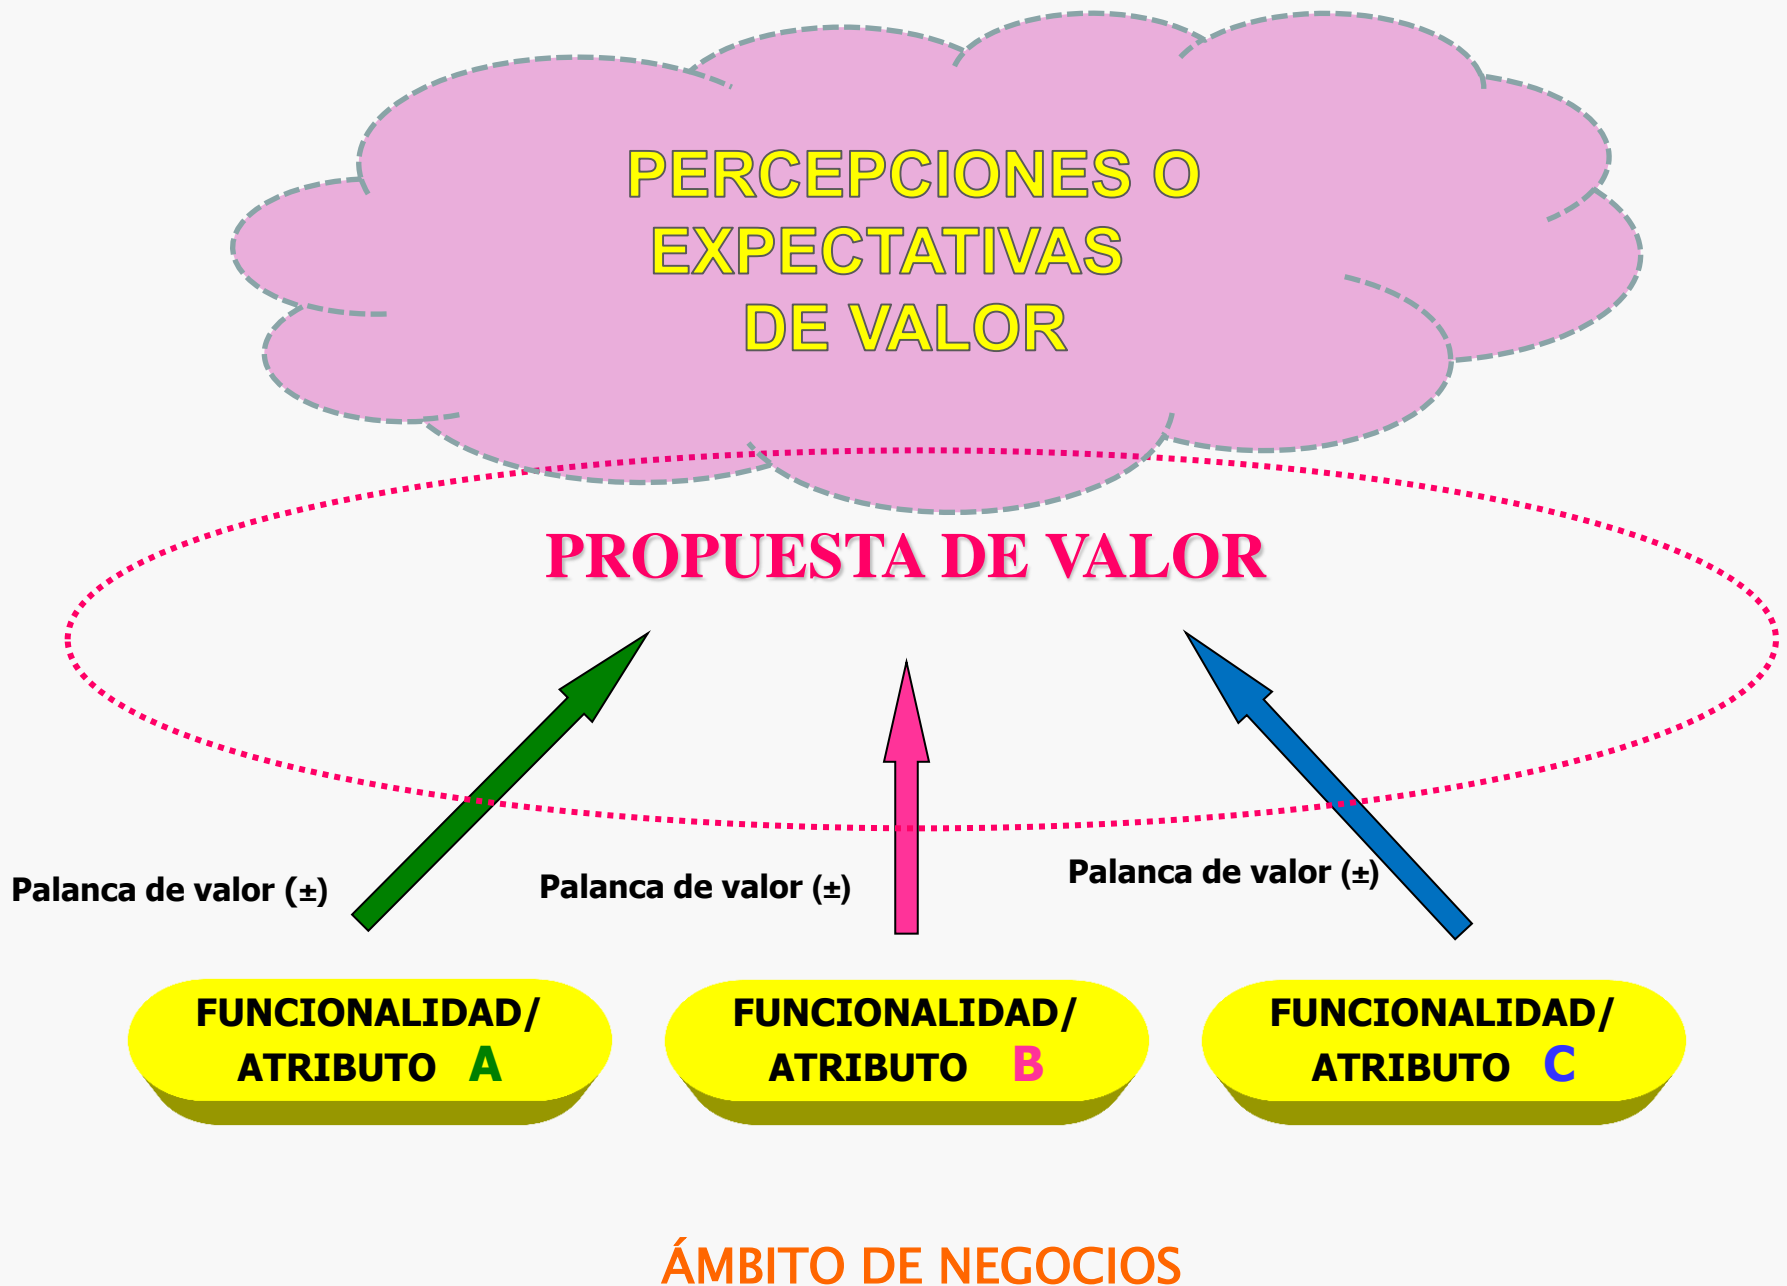 PERCEPCIONES O
EXPECTATIVAS
DE VALOR
PROPUESTA DE VALOR
Palanca de valor (±)
Palanca de valor (±)
Palanca de valor (±)
FUNCIONALIDAD/
ATRIBUTO A
FUNCIONALIDAD/
ATRIBUTO B
FUNCIONALIDAD/
ATRIBUTO C
ÁMBITO DE NEGOCIOS